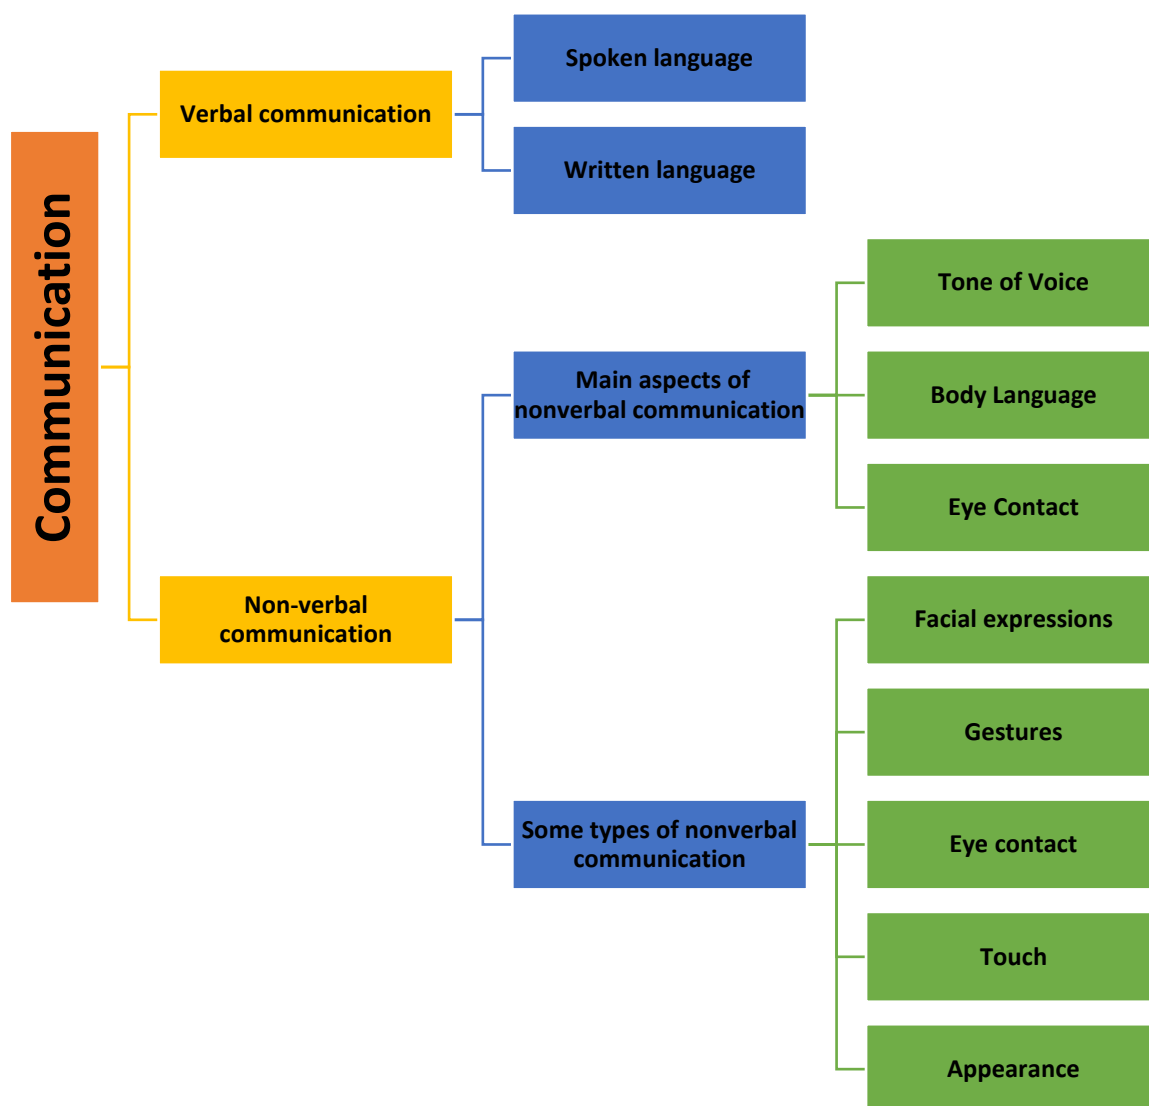 Communication
Verbal communication
Spoken language
Written language
Non-verbal
communication
Main aspects of
nonverbal communication
Tone of Voice
Body Language
Eye Contact
Some types of nonverbal
communication
Facial expressions
Gestures
Eye contact
Touch
Appearance